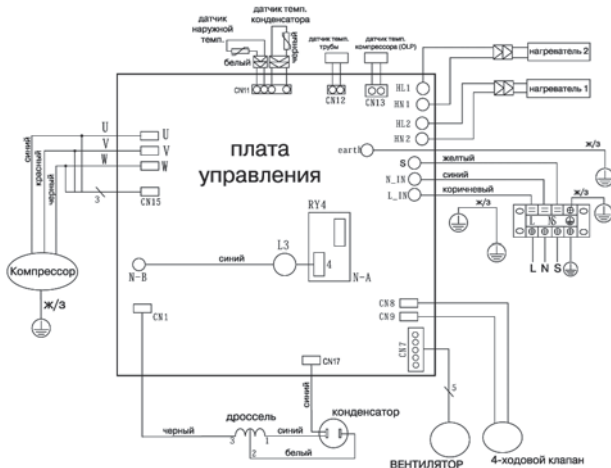 датчик темп.
конденсатора
датчик
наружной
темп.
черный
белый
датчик темп.
трубы
датчик темп.
компрессора (OLP)
нагреватель 2
нагреватель 1
CN11
CN12
CN13
HL1
HN1
HL2
HN2
earth
ж/з
S
желтый
N_IN
синий
L_IN
коричневый
ж/з
ж/з
L NS
L N S
плата
управления
синий
красный
черный
U
V
W
U
V
W
3
CN15
Компрессор
ж/з
RY4
L3
4
синий
N-B
N-A
CN1
CN8
CN9
CN7
CN17
синий
5
дроссель
конденсатор
черный
3
1
синий
2
белый
ВЕНТИЛЯТОР
4-ходовой клапан